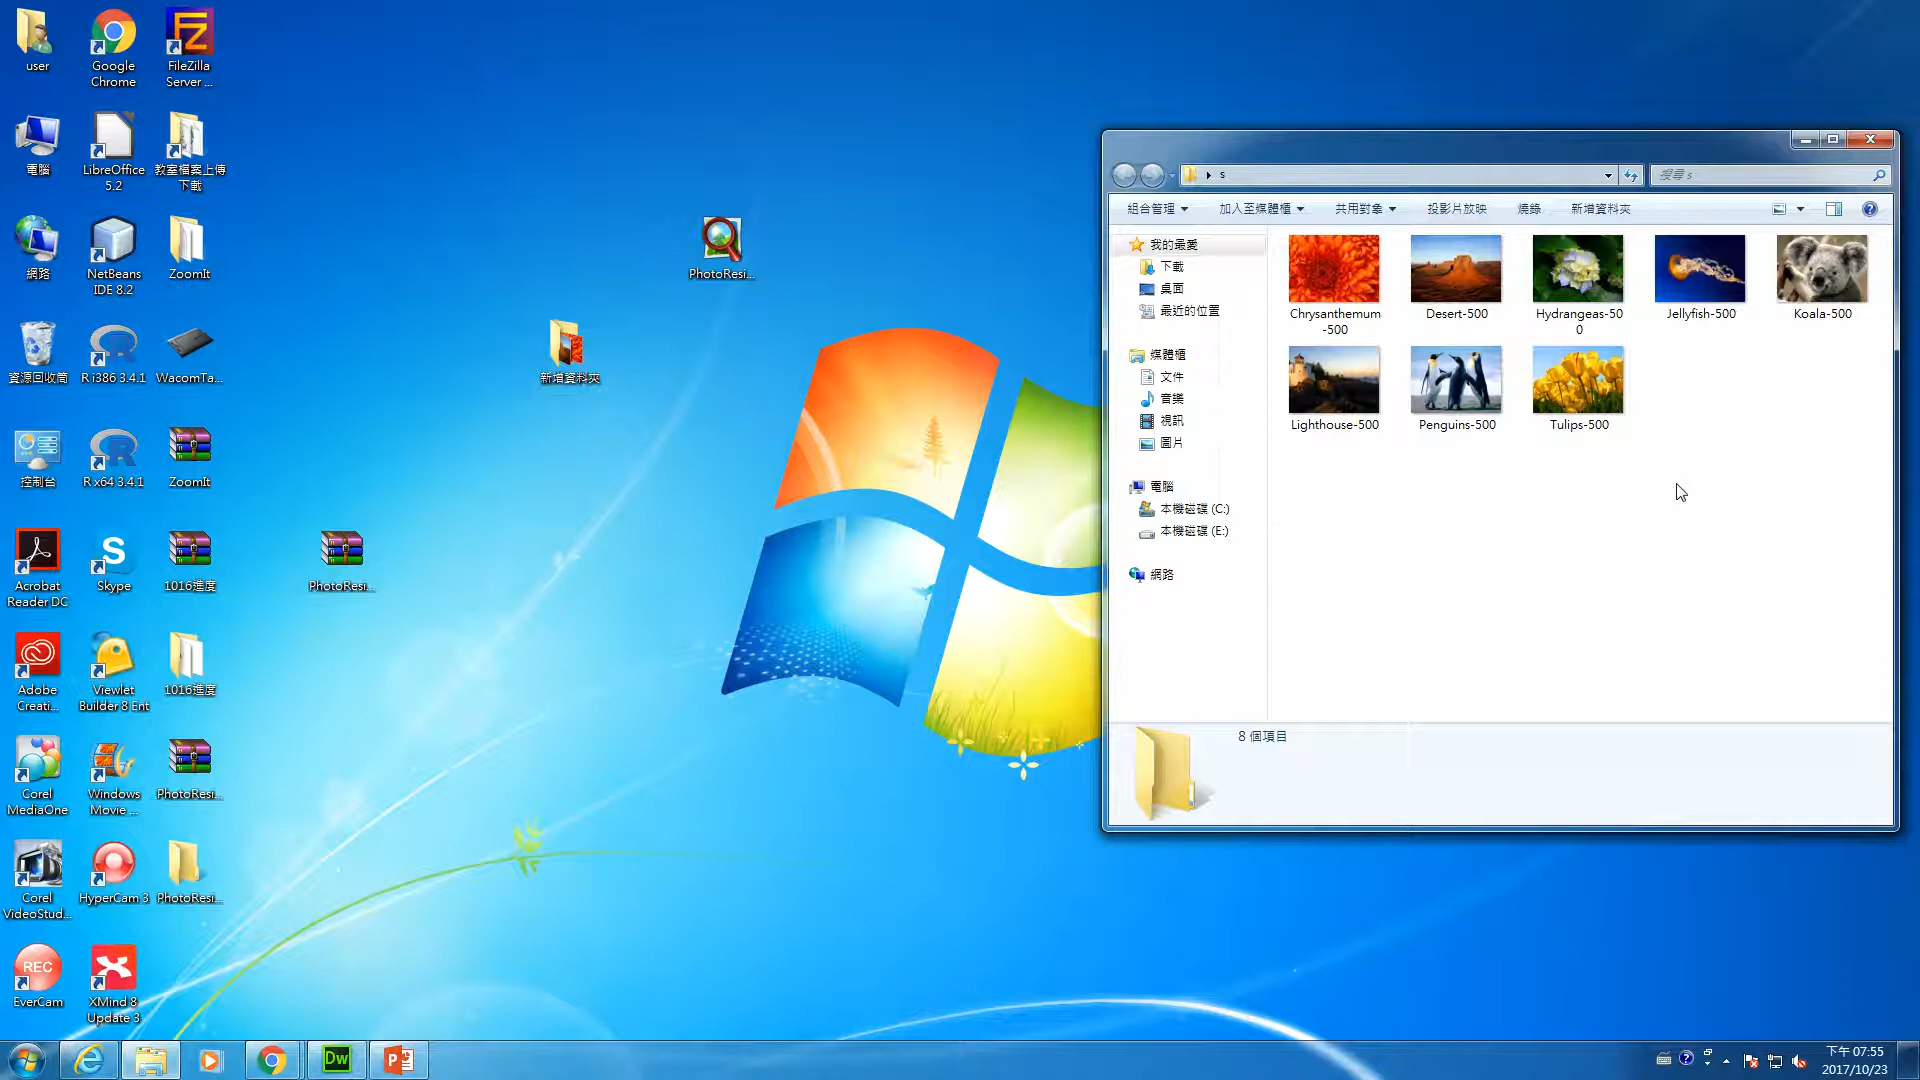 user
Google
Chrome
FileZilla
Server ...
電腦
LibreOffice
5.2
教室檔案上傳
下載
網路
NetBeans
IDE 8.2
ZoomIt
資源回收筒
R i386 3.4.1
WacomTa...
控制台
R x64 3.4.1
ZoomIt
Acrobat
Reader DC
Skype
1016進度
Adobe
Creati...
Viewlet
Builder 8 Ent
1016進度
Corel
MediaOne
Windows
Movie ...
PhotoResi...
Corel
VideoStud...
HyperCam 3
PhotoResi...
REC
EverCam
XMind 8
Update 3
PhotoResi...
新增資料夾
PhotoResi...
s
搜尋 s
組合管理
加入至媒體櫃
共用對象
投影片放映
燒錄
新增資料夾
我的最愛
下載
桌面
最近的位置
媒體櫃
文件
音樂
視訊
圖片
電腦
本機磁碟 (C:)
本機磁碟 (E:)
網路
Chrysanthemum
-500
Desert-500
Hydrangeas-50
0
Jellyfish-500
Koala-500
Lighthouse-500
Penguins-500
Tulips-500
8 個項目
Dw
P
下午 07:55
2017/10/23